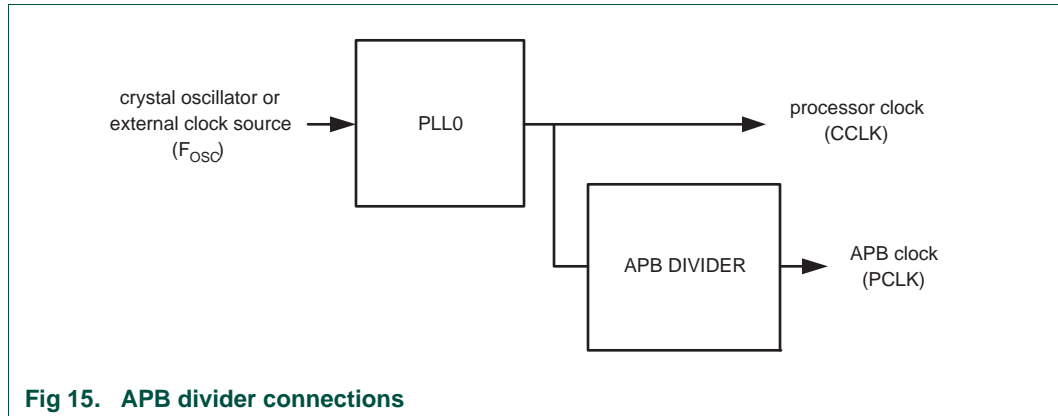 crystal oscillator or
external clock source
(FOSC)
PLL0
processor clock
(CCLK)
APB DIVIDER
APB clock
(PCLK)
Fig 15. APB divider connections